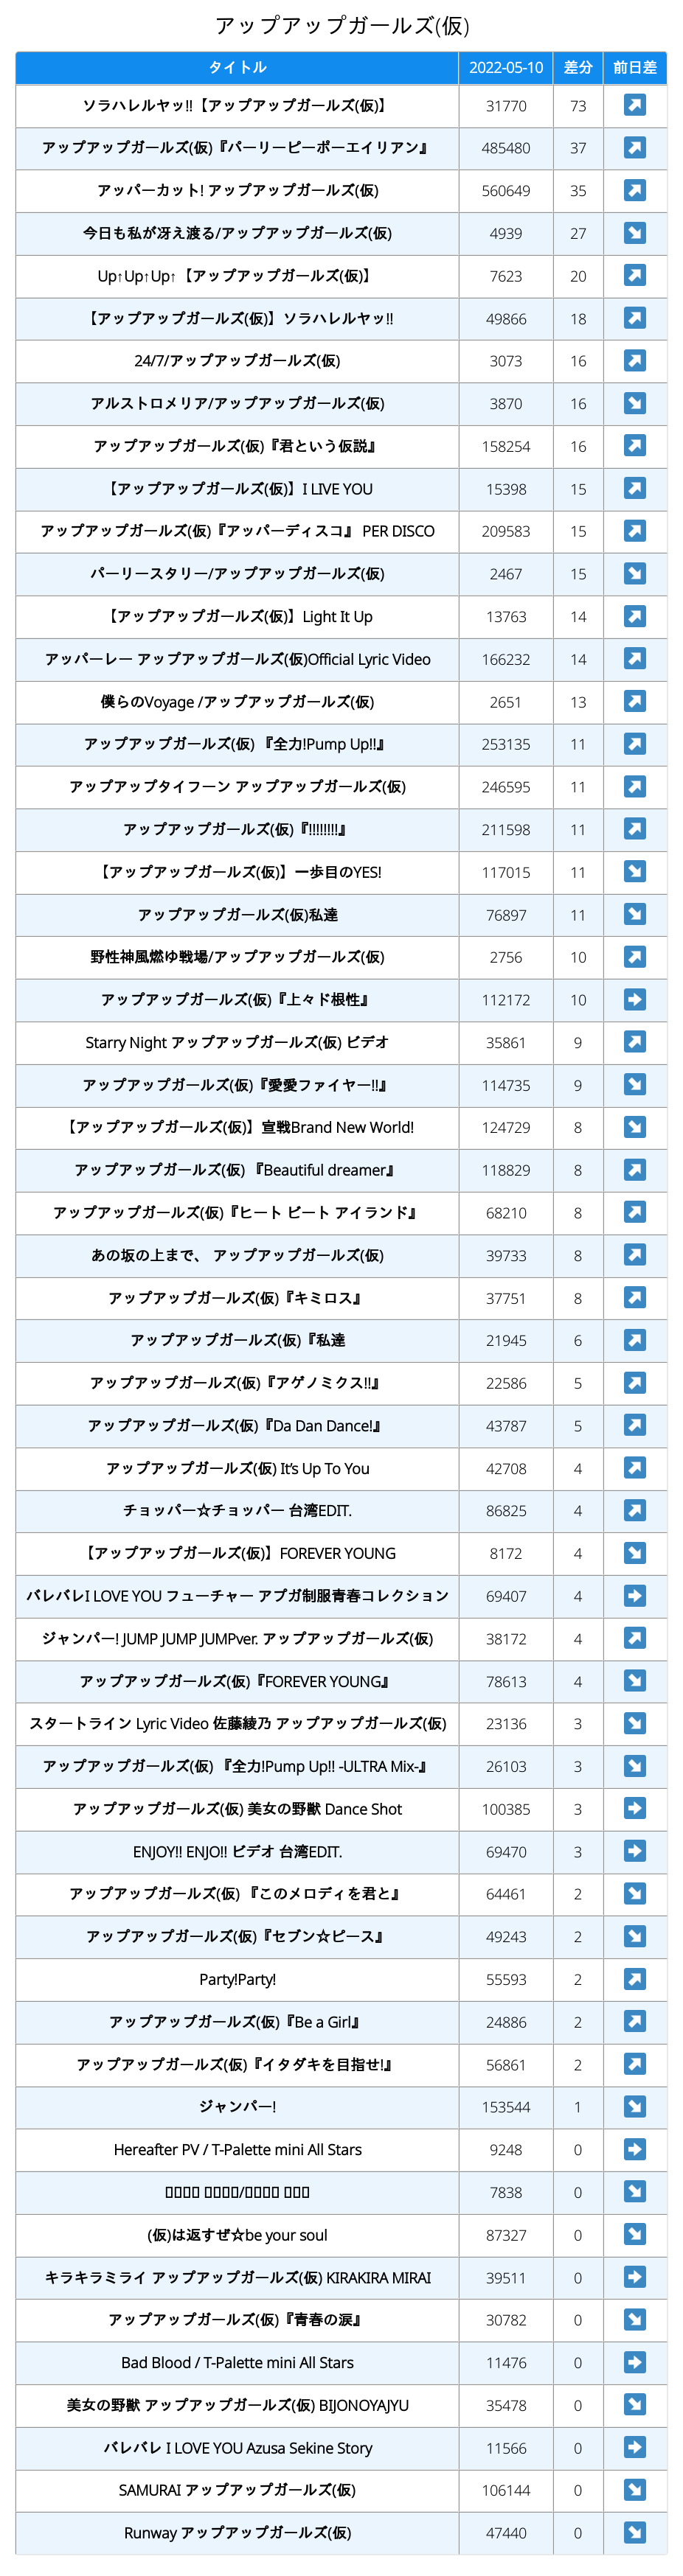 アップアップガールズ(仮)
タイトル 2022-05-10 差分 前日差
ソラハレルヤッ!!【アップアップガールズ(仮)】 31770 73
アップアップガールズ(仮)『パーリーピーポーエイリアン』 485480 37
アッパーカット! アップアップガールズ(仮) 560649 35
今日も私が冴え渡る/アップアップガールズ(仮) 4939 27
Up↑Up↑Up↑【アップアップガールズ(仮)】 7623 20
【アップアップガールズ(仮)】ソラハレルヤッ!! 49866 18
24/7/アップアップガールズ(仮) 3073 16
アルストロメリア/アップアップガールズ(仮) 3870 16
アップアップガールズ(仮)『君という仮説』 158254 16
【アップアップガールズ(仮)】I LIVE YOU 15398 15
アップアップガールズ(仮)『アッパーディスコ』 PER DISCO 209583 15
パーリースタリー/アップアップガールズ(仮) 2467 15
【アップアップガールズ(仮)】Light It Up 13763 14
アッパーレー アップアップガールズ(仮)Official Lyric Video 166232 14
僕らのVoyage /アップアップガールズ(仮) 2651 13
アップアップガールズ(仮) 『全力!Pump Up!!』 253135 11
アップアップタイフーン アップアップガールズ(仮) 246595 11
アップアップガールズ(仮)『!!!!!!!!』 211598 11
【アップアップガールズ(仮)】一歩目のYES! 117015 11
アップアップガールズ(仮)私達 76897 11
野性神風燃ゆ戦場/アップアップガールズ(仮) 2756 10
アップアップガールズ(仮)『上々ド根性』 112172 10
Starry Night アップアップガールズ(仮) ビデオ 35861 9
アップアップガールズ(仮)『愛愛ファイヤー!!』 114735 9
【アップアップガールズ(仮)】宣戦Brand New World! 124729 8
アップアップガールズ(仮) 『Beautiful dreamer』 118829 8
アップアップガールズ(仮)『ヒート ビート アイランド』 68210 8
あの坂の上まで、 アップアップガールズ(仮) 39733 8
アップアップガールズ(仮)『キミロス』 37751 8
アップアップガールズ(仮)『私達 21945 6
アップアップガールズ(仮)『アゲノミクス!!』 22586 5
アップアップガールズ(仮)『Da Dan Dance!』 43787 5
アップアップガールズ(仮) It's Up To You 42708 4
チョッパー☆チョッパー 台湾EDIT. 86825 4
【アップアップガールズ(仮)】FOREVER YOUNG 8172 4
バレバレI LOVE YOU フューチャー アプガ制服青春コレクション 69407 4
ジャンパー! JUMP JUMP JUMPver. アップアップガールズ(仮) 38172 4
アップアップガールズ(仮)『FOREVER YOUNG』 78613 4
スタートライン Lyric Video 佐藤綾乃 アップアップガールズ(仮) 23136 3
アップアップガールズ(仮) 『全力!Pump Up!! -ULTRA Mix-』 26103 3
アップアップガールズ(仮) 美女の野獣 Dance Shot 100385 3
ENJOY!! ENJO!! ビデオ 台湾EDIT. 69470 3
アップアップガールズ(仮) 『このメロディを君と』 64461 2
アップアップガールズ(仮)『セブン☆ピース』 49243 2
Party!Party! 55593 2
アップアップガールズ(仮)『Be a Girl』 24886 2
アップアップガールズ(仮)『イタダキを目指せ!』 56861 2
ジャンパー! 153544 1
Hereafter PV / T-Palette mini All Stars 9248 0
7838 0
(仮)は返すぜ☆be your soul 87327 0
キラキラミライ アップアップガールズ(仮) KIRAKIRA MIRAI 39511 0
アップアップガールズ(仮)『青春の涙』 30782 0
Bad Blood / T-Palette mini All Stars 11476 0
美女の野獣 アップアップガールズ(仮) BIJONOYAJYU 35478 0
バレバレ I LOVE YOU Azusa Sekine Story 11566 0
SAMURAI アップアップガールズ(仮) 106144 0
Runway アップアップガールズ(仮) 47440 0